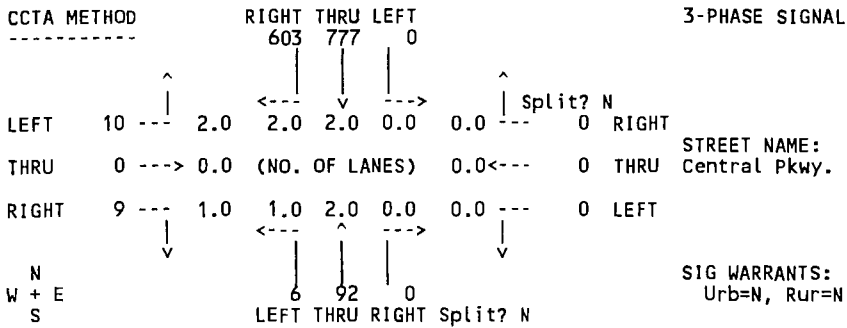 CCTA METHOD RIGHT THRU LEFT 3-PHASE SIGNAL
----------- 603 777 0
^ | | | ^
| <--- v ---> | Split? N
LEFT 10 --- 2.0 2.0 2.0 0.0 0.0 --- 0 RIGHT
STREET NAME:
THRU 0 ---> 0.0 (NO. OF LANES) 0.0<--- 0 THRU Central Pkwy.
RIGHT 9 --- 1.0 1.0 2.0 0.0 0.0 --- 0 LEFT
| <--- ^ ---> |
v | | | v
N SIG WARRANTS:
W + E 6 92 0 Urb=N, Rur=N
S LEFT THRU RIGHT Split? N